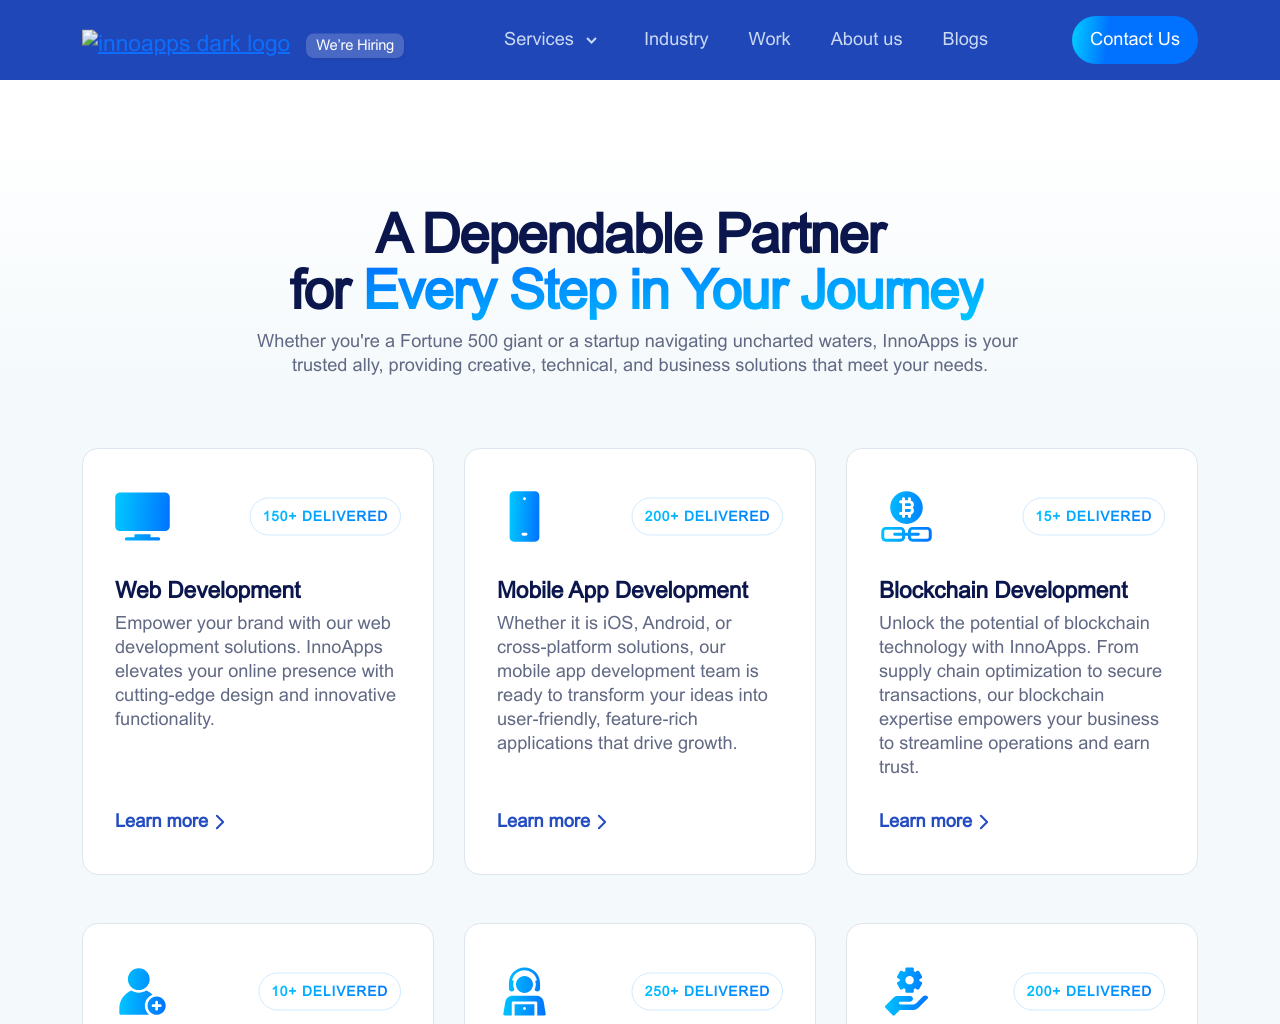 innoapps dark logo
We're Hiring
Services
Industry
Work
About us
Blogs
Contact Us
A Dependable Partner
for Every Step in Your Journey
Whether you're a Fortune 500 giant or a startup navigating uncharted waters, InnoApps is your
trusted ally, providing creative, technical, and business solutions that meet your needs.
150+ DELIVERED
Web Development
Empower your brand with our web
development solutions. InnoApps
elevates your online presence with
cutting-edge design and innovative
functionality.
Learn more
200+ DELIVERED
Mobile App Development
Whether it is iOS, Android, or
cross-platform solutions, our
mobile app development team is
ready to transform your ideas into
user-friendly, feature-rich
applications that drive growth.
Learn more
15+ DELIVERED
Blockchain Development
Unlock the potential of blockchain
technology with InnoApps. From
supply chain optimization to secure
transactions, our blockchain
expertise empowers your business
to streamline operations and earn
trust.
Learn more
10+ DELIVERED
250+ DELIVERED
200+ DELIVERED